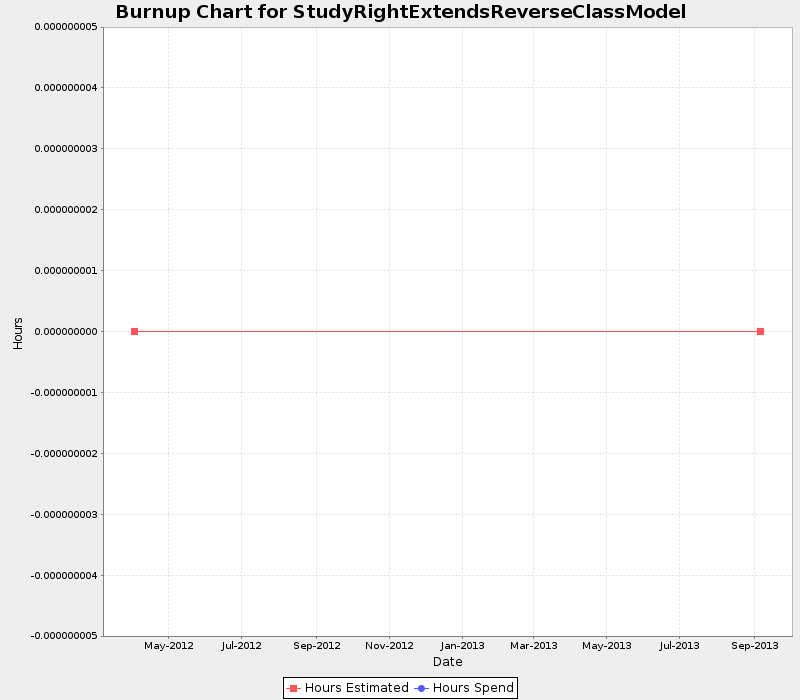 Burnup Chart for StudyRightExtendsReverseClassModel
0.000000005
0.000000004
0.000000003
0.000000002
0.000000001
0.000000000
-0.000000001
-0.000000002
-0.000000003
-0.000000004
-0.000000005
Hours
May-2012 Jul-2012 Sep-2012 Nov-2012 Jan-2013 Mar-2013 May-2013 Jul-2013 Sep-2013
Date
Hours Estimated Hours Spend